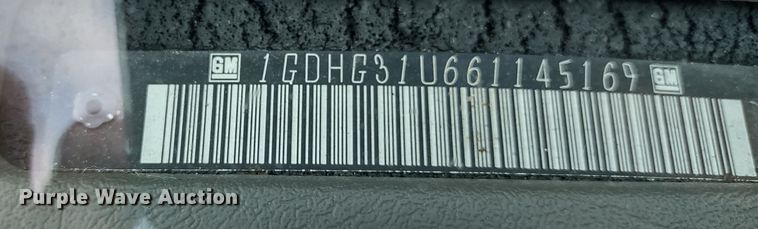 GM 1GDHG31U661145169 GM
Purple Wave Auction